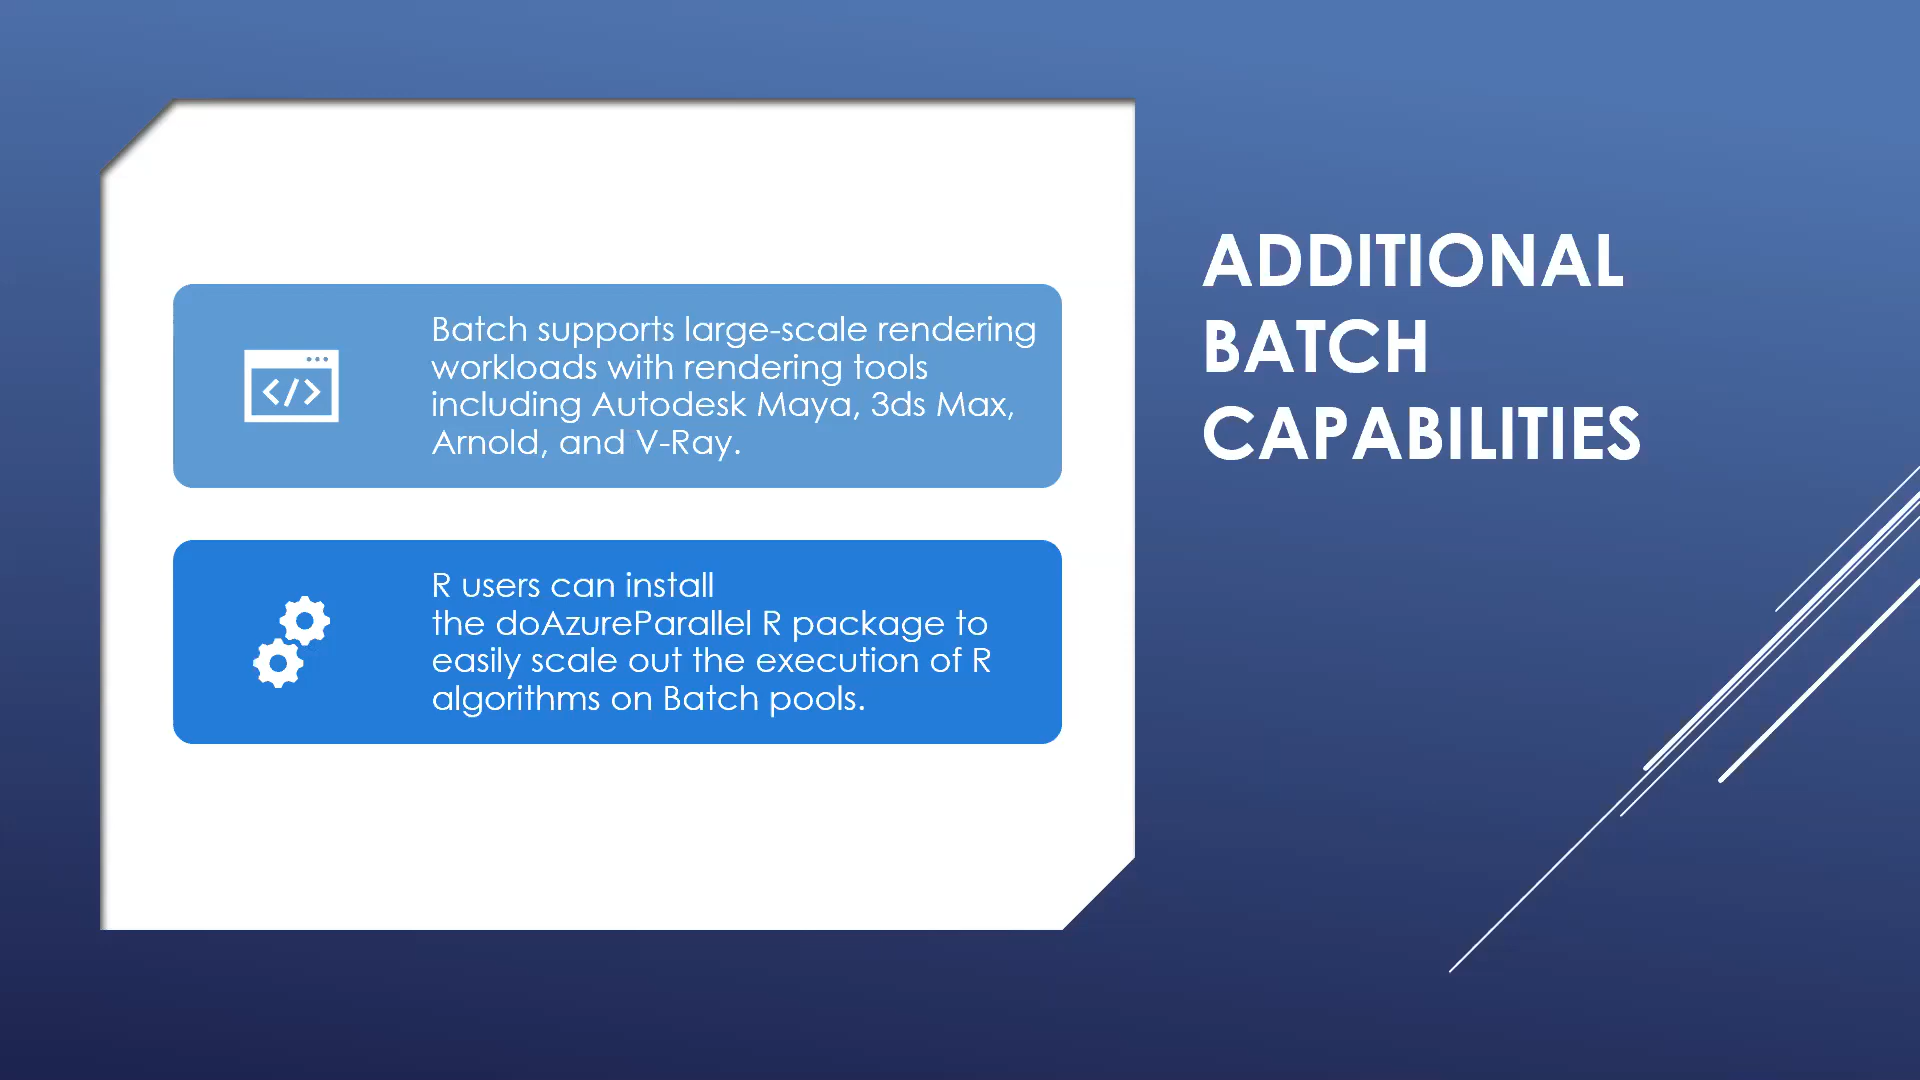 ADDITIONAL
BATCH
CAPABILITIES
Batch supports large-scale rendering
workloads with rendering tools
including Autodesk Maya, 3ds Max,
Arnold, and V-Ray.
R users can install
the doAzureParallel R package to
easily scale out the execution of R
algorithms on Batch pools.